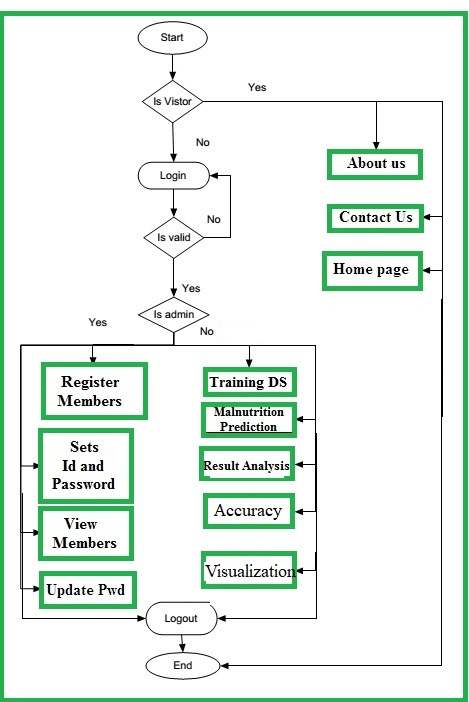 Start
Is Vistor
Yes
No
About us
Login
Contact Us
No
Is valid
Home page
Yes
Is admin
Yes
No
Register
Members
Training DS
Malnutrition
Prediction
Sets
Id and
Password
Result Analysis
Accuracy
View
Members
Visualization
Update Pwd
Logout
End